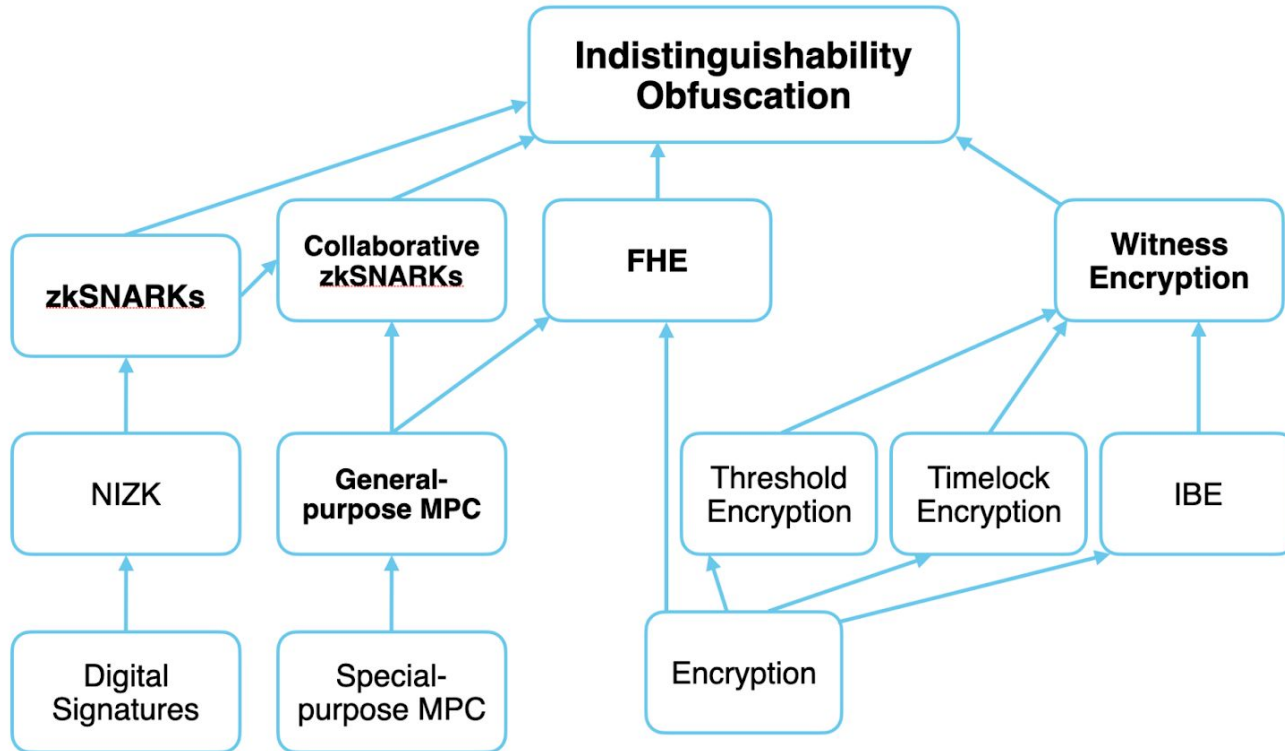 Indistinguishability
Obfuscation
zkSNARKs
Collaborative
zkSNARKs
FHE
Witness
Encryption
NIZK
General-
purpose MPC
Threshold
Encryption
Timelock
Encryption
IBE
Digital
Signatures
Special-
purpose MPC
Encryption